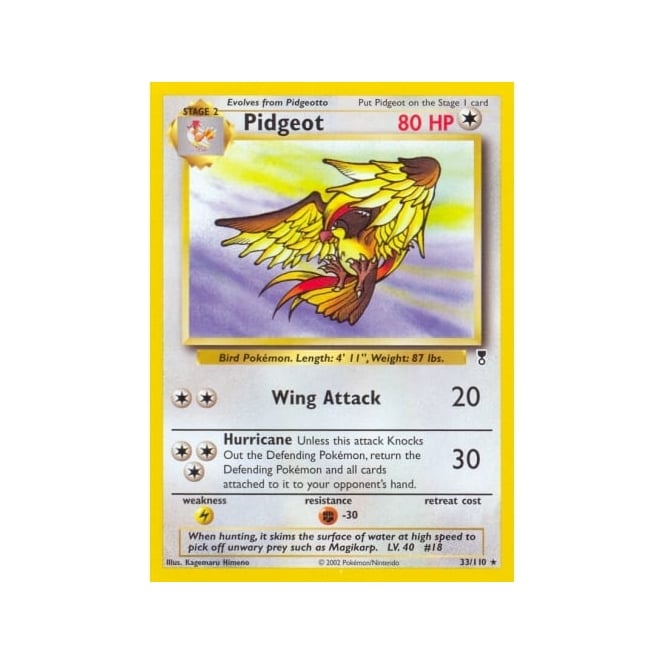 Evolves from Pidgeotto Put Pidgeot on the Stage 1 card
STAGE 2
Pidgeot 80 HP
Bird Pokémon. Length: 4' 11", Weight: 87 lbs.
Wing Attack 20
Hurricane Unless this attack Knocks
Out the Defending Pokémon, return the
Defending Pokémon and all cards
attached to it to your opponent's hand.
30
weakness resistance retreat cost
-30
When hunting, it skims the surface of water at high speed to
pick off unwary prey such as Magikarp. LV. 40 #18
Illus. Kagemaru Himeno © 2002 Pokémon/Nintendo 33/110 ★